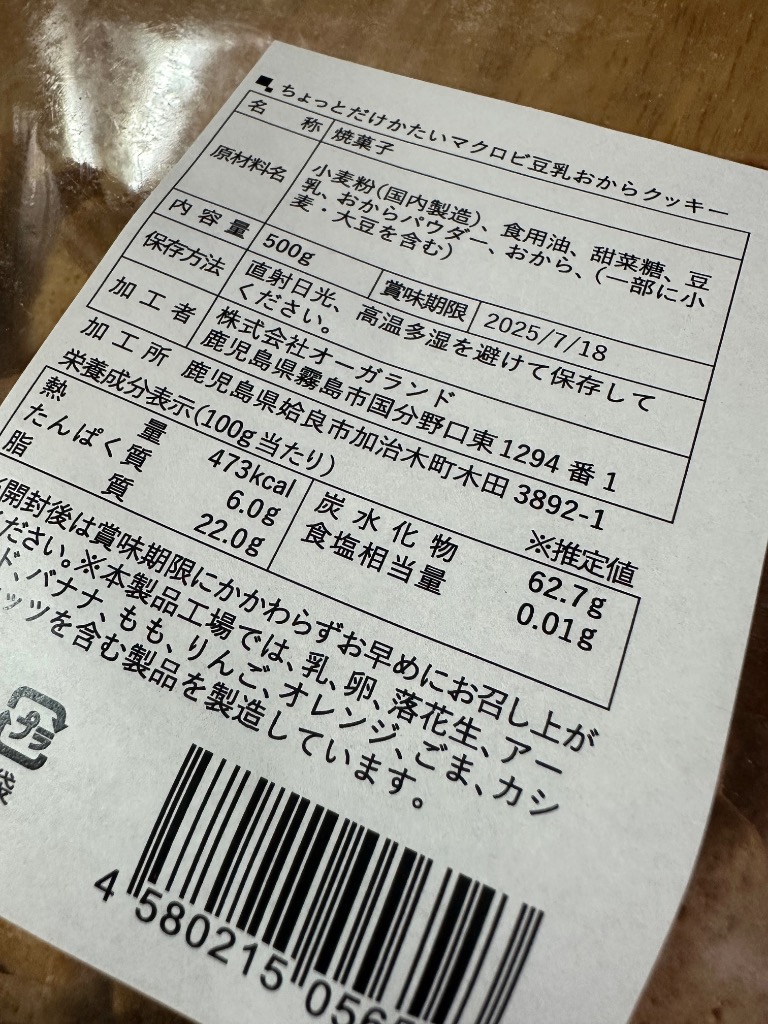 ちょっとだけかたいマクロビ豆乳おからクッキー
名称 焼菓子
原材料名 小麦粉(国内製造)、食用油、甜菜糖、豆
乳、おからパウダー、おから、(一部に小
麦・大豆を含む)
内容量 500g 賞味期限 2025/7/18
保存方法 直射日光、高温多湿を避けて保存して
ください。
加工者 株式会社オーガランド
鹿児島県霧島市国分野口東1294番1
加工所 鹿児島県姶良市加治木町木田3892-1
栄養成分表示(100g当たり) ※推定値
熱量 473kcal 炭水化物 62.7g
たんぱく質 6.0g 食塩相当量 0.01g
脂質 22.0g
開封後は賞味期限にかかわらずお早めにお召し上が
ださい。※本製品工場では、乳、卵、落花生、アー
ド、バナナ、もも、りんご、オレンジ、ごま、カシ
ッツを含む製品を製造しています。
プラ
袋
4 580215 056